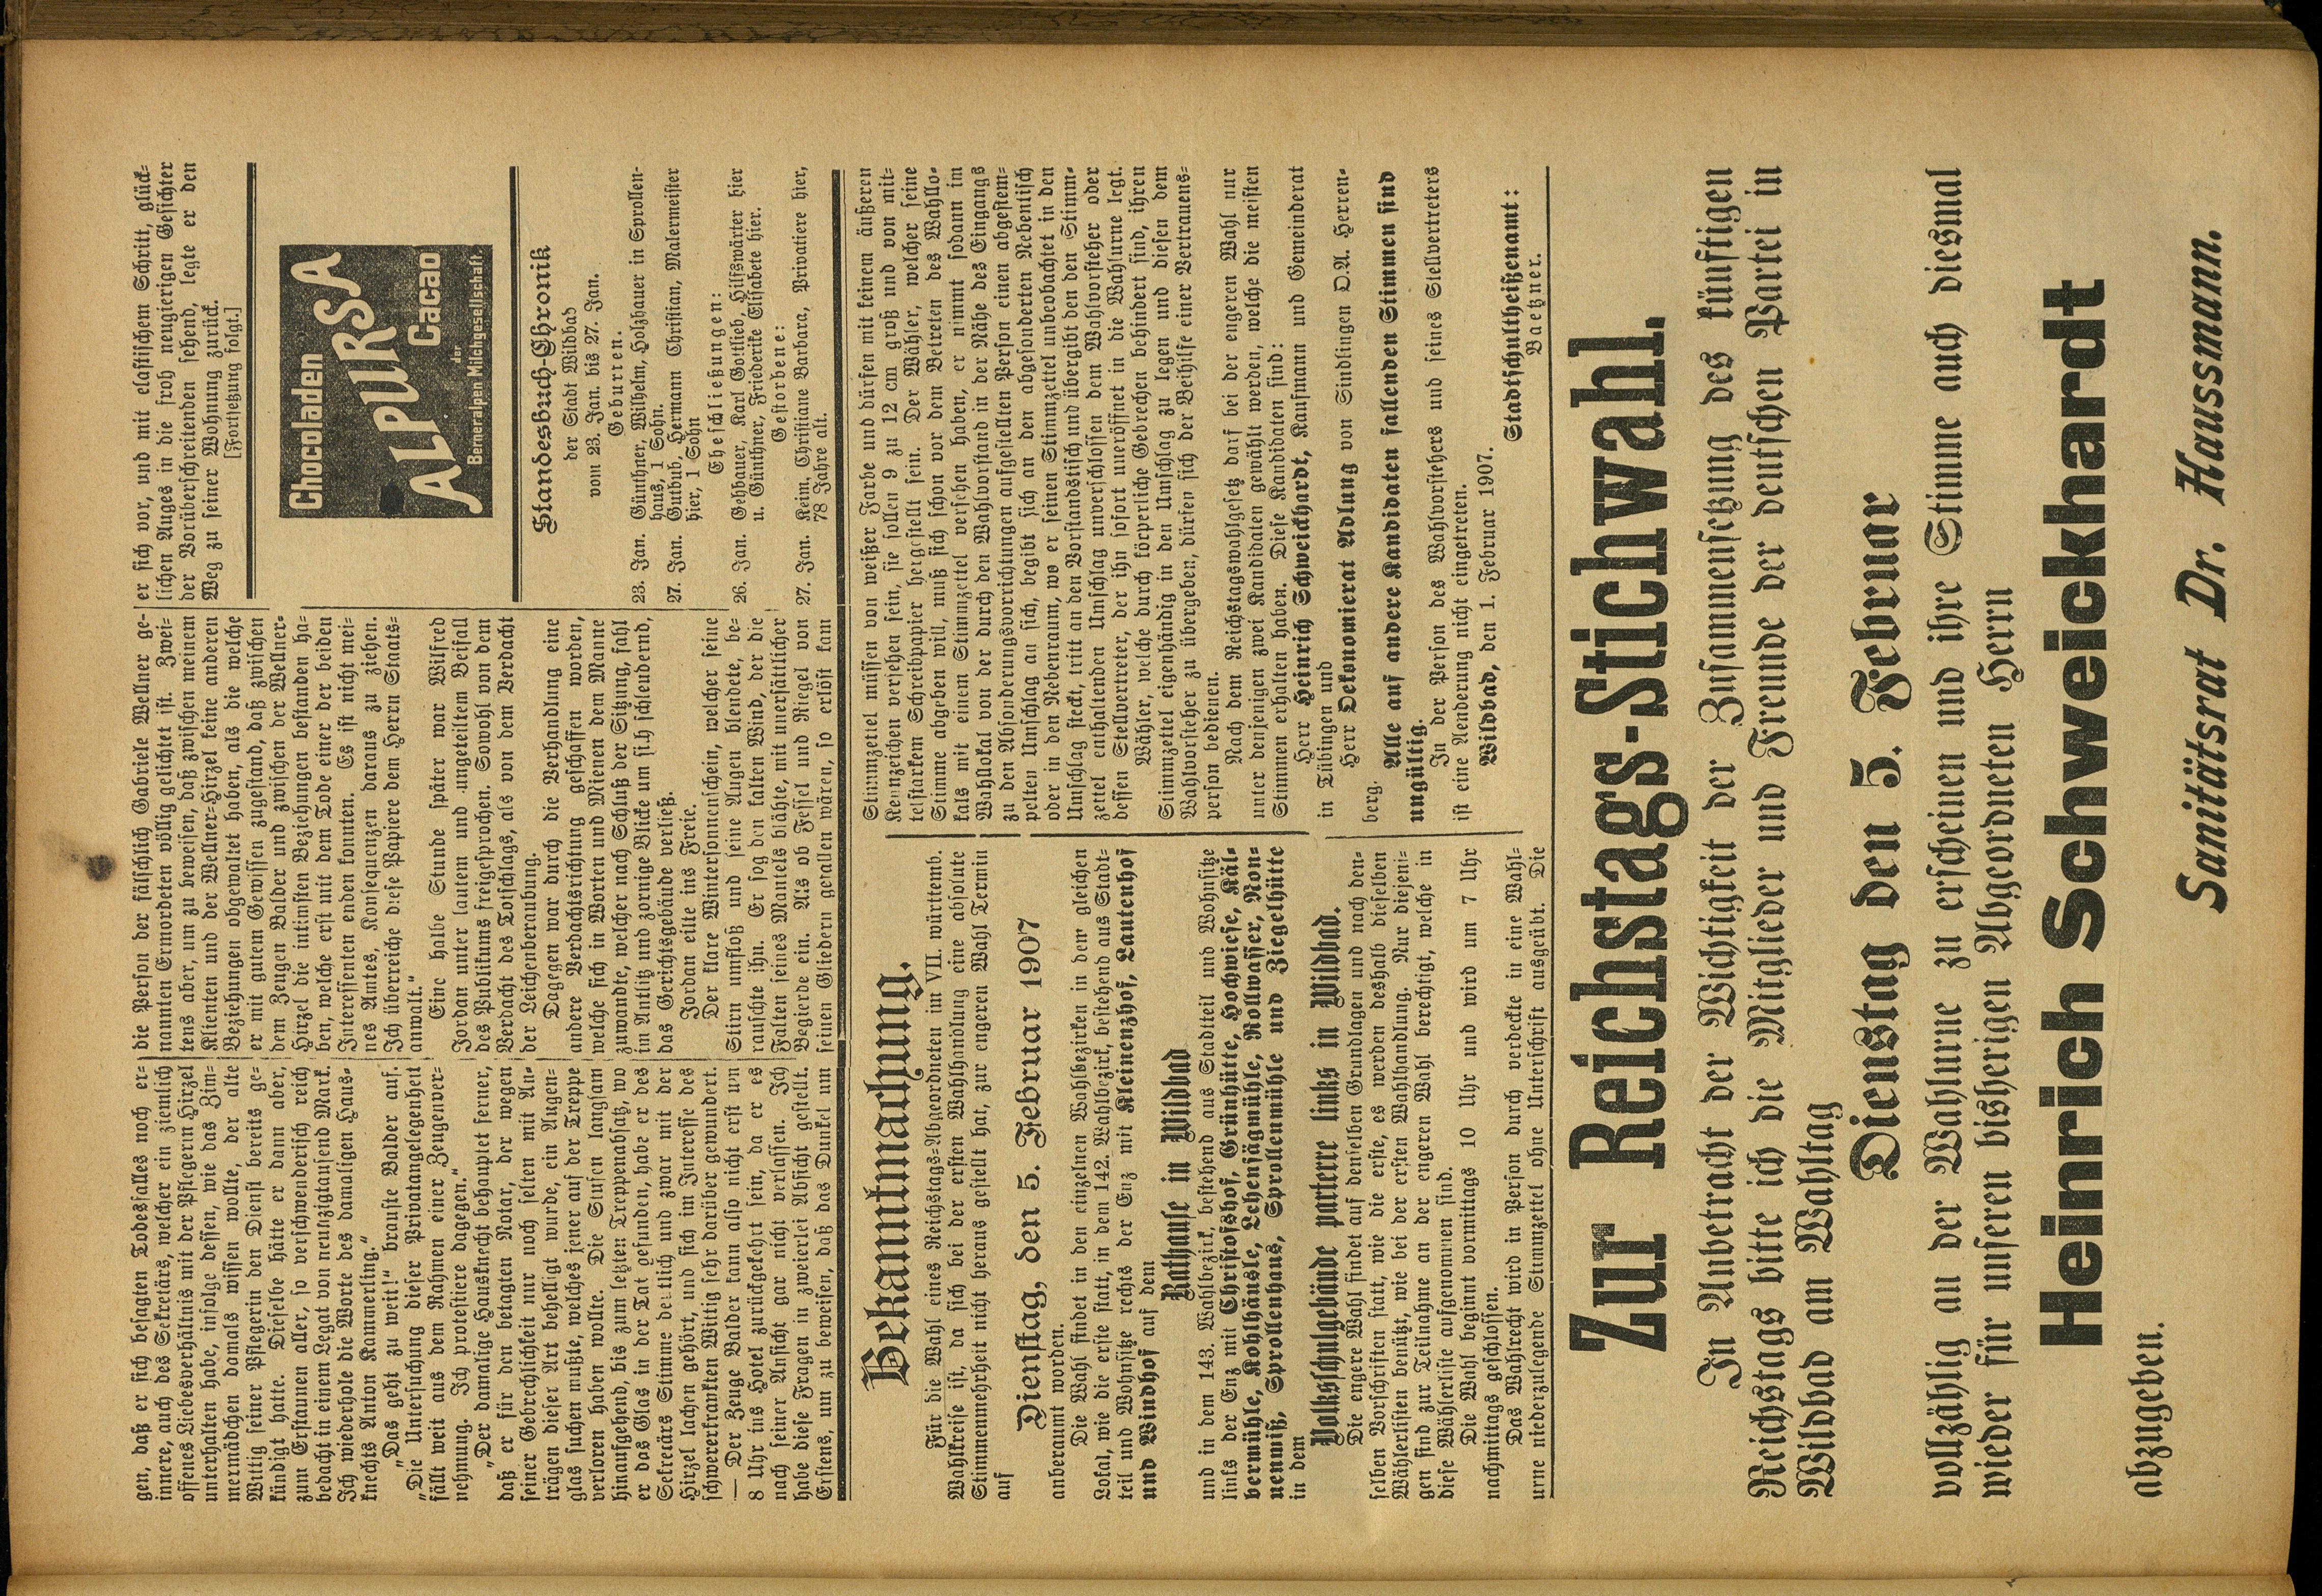 gen, daß er sich besagten Todesfalles noch er-
innere, auch des Sekretärs, welcher ein ziemlich
offenes Liebesverhältnis mit der Pflegerin Hirzel
unterhalten habe, infolge dessen, wie das Zim-
mermädchen damals wissen wollte, der alte
Wittig seiner Pflegerin den Dienst bereits ge-
kündigt hatte. Dieselbe hätte er dann aber,
zum Erstaunen aller, so verschwenderisch reich
bedacht in einem Legat von neunzigtausend Mark.
Ich wiederhole die Worte des damaligen Haus-
knechts Anton Kammerling.“
„Das geht zu weit!“ brauste Balder auf.
„Die Untersuchung dieser Privatangelegenheit
fällt weit aus dem Rahmen einer Zeugenver-
nehmung. Ich protestiere dagegen.“
„Der damalige Hausknecht behauptet ferner,
daß er für den betagten Notar, der wegen
seiner Gebrechlichkeit nur noch selten mit An-
trägen dieser Art behelligt wurde, ein Augen-
glas suchen mußte, welches jener auf der Treppe
verloren haben wollte. Die Stufen langsam
hinaufgehend, bis zum letzten Treppenabsatz, wo
er das Glas in der Tat gefunden, habe er des
Sekretärs Stimme deutlich und zwar mit der
Hirzel lachen gehört, und sich im Interesse des
schwererkrankten Wittig sehr darüber gewundert.
— Der Zeuge Balder kann also nicht erst um
8 Uhr ins Hotel zurückgekehrt sein, da er es
nach seiner Ansicht gar nicht verlassen. Ich
habe diese Fragen in zweierlei Absicht gestellt.
Erstens, um zu beweisen, daß das Dunkel um
die Person der fälschlich Gabriele Wellner ge-
nannten Ermordeten völlig gelichtet ist. Zwei-
tens aber, um zu beweisen, daß zwischen meinem
Klienten und der Wellner-Hirzel keine anderen
Beziehungen obgewaltet haben, als die welche
er mit gutem Gewissen zugestand, daß zwischen
dem Zeugen Balder und zwischen der Wellner-
Hirzel die intimsten Beziehungen bestanden ha-
ben, welche erst mit dem Tode einer der beiden
Interessenten enden konnten. Es ist nicht mei-
nes Amtes, Konsequenzen daraus zu ziehen.
Ich überreiche diese Papiere dem Herrn Staats-
anwalt.“
Eine halbe Stunde später war Wilfred
Jordan unter lautem und ungeteiltem Beifall
des Publikums freigesprochen. Sowohl von dem
Verdacht des Totschlags, als von dem Verdacht
der Leichenberaubung.
Dagegen war durch die Verhandlung eine
andere Verdachtsrichtung geschaffen worden,
welche sich in Worten und Mienen dem Manne
zuwandte, welcher nach Schluß der Sitzung, fahl
im Antlitz und zornige Blicke um sich schleudernd,
das Gerichtsgebäude verließ.
Jordan eilte ins Freie.
Der klare Wintersonnenschein, welcher seine
Stirn umfloß und seine Augen blendete, be-
rauschte ihn. Er sog den kalten Wind, der die
Falten seines Mantels blähte, mit unersättlicher
Begierde ein. Als ob Fessel und Riegel von
seinen Gliedern gefallen wären, so erlöst kam
er sich vor, und mit elastischem Schritt, glück-
lichen Auges in die froh neugierigen Gesichter
der Vorüberschreitenden sehend, legte er den
Weg zu seiner Wohnung zurück.
[Fortsetzung folgt.]
Chocoladen
ALPURSA
Cacao
der
Berneralpen Milchgesellschaft
Standesbuch-Chronik
der Stadt Wildbad
vom 23. Jan. bis 27. Jan.
Geburten.
23. Jan. Günthner, Wilhelm, Holzhauer in Sprollen-
haus, 1 Sohn.
27. Jan. Gutbub, Hermann Christian, Malermeister
hier, 1 Sohn
Eheschließungen:
26. Jan. Gehbauer, Karl Gottlieb, Hilfswärter hier
u. Günthner, Friederike Elisabete hier.
Gestorbene:
27. Jan. Keim, Christiane Barbara, Privatiere hier,
78 Jahre alt.
Bekanntmachung.
Für die Wahl eines Reichstags-Abgeordneten im VII. württemb.
Wahlkreise ist, da sich bei der ersten Wahlhandlung eine absolute
Stimmenmehrheit nicht heraus gestellt hat, zur engeren Wahl Termin
auf
Dienstag, den 5. Februar 1907
anberaumt worden.
Die Wahl findet in den einzelnen Wahlbezirken in dem gleichen
Lokal, wie die erste statt, in dem 142. Wahlbezirk, bestehend aus Stadt-
teil und Wohnsitze rechts der Enz mit Kleinenzhof, Lautenhof
und Windhof auf dem
Rathause in Wildbad
und in dem 143. Wahlbezirk, bestehend aus Stadtteil und Wohnsitze
links der Enz mit Christofshof, Grünhütte, Hochwiese, Käl-
bermühle, Kohlhäusle, Lehenjägmühle, Rollwasser, Non-
nenmiß, Sprollenhaus, Sprollenmühle und Ziegelhütte
in dem
Volksschulgebäude parterre links in Wildbad.
Die engere Wahl findet auf denselben Grundlagen und nach den-
selben Vorschriften statt, wie die erste, es werden deshalb dieselben
Wählerlisten benützt, wie bei der ersten Wahlhandlung. Nur diejeni-
gen sind zur Teilnahme an der engeren Wahl berechtigt, welche in
diese Wählerliste aufgenommen sind.
Die Wahl beginnt vormittags 10 Uhr und wird um 7 Uhr
nachmittags geschlossen.
Das Wahlrecht wird in Person durch verdeckte in eine Wahl-
urne niederzulegende Stimmzettel ohne Unterschrift ausgeübt. Die
Stimmzettel müssen von weißer Farbe und dürfen mit keinem äußeren
Kennzeichen versehen sein, sie sollen 9 zu 12 cm groß und von mit-
telstarkem Schreibpapier hergestellt sein. Der Wähler, welcher seine
Stimme abgeben will, muß sich schon vor dem Betreten des Wahllo-
kals mit einem Stimmzettel versehen haben, er nimmt sodann im
Wahllokal von der durch den Wahlvorstand in der Nähe des Eingangs
zu den Absonderungsvorrichtungen aufgestellten Person einen abgestem-
pelten Umschlag an sich, begibt sich an den abgesonderten Nebentisch
oder in den Nebenraum, wo er seinen Stimmzettel unbeobachtet in den
Umschlag steckt, tritt an den Vorstandstisch und übergibt den den Stimm-
zettel enthaltenden Umschlag unverschlossen dem Wahlvorsteher oder
dessen Stellvertreter, der ihn sofort uneröffnet in die Wahlurne legt.
Wähler, welche durch körperliche Gebrechen behindert sind, ihren
Stimmzettel eigenhändig in den Umschlag zu legen und diesen dem
Wahlvorsteher zu übergeben, dürfen sich der Beihilfe einer Vertrauens-
person bedienen.
Nach dem Reichstagswahlgesetz darf bei der engeren Wahl nur
unter denjenigen zwei Kandidaten gewählt werden, welche die meisten
Stimmen erhalten haben. Diese Kandidaten sind:
Herr Heinrich Schweickhardt, Kaufmann und Gemeinderat
in Tübingen und
Herr Oekonomierat Adlung von Sindlingen O.A. Herren-
berg.
Alle auf andere Kandidaten fallenden Stimmen sind
ungültig.
In der Person des Wahlvorstehers und seines Stellvertreters
ist eine Aenderung nicht eingetreten.
Wildbad, den 1. Februar 1907.
Stadtschultheißenamt:
Baetzner.
Zur Reichstags-Stichwahl.
In Anbetracht der Wichtigkeit der Zusammensetzung des künftigen
Reichstags bitte ich die Mitglieder und Freunde der deutschen Partei in
Wildbad am Wahltag
Dienstag den 5. Februar
vollzählig an der Wahlurne zu erscheinen und ihre Stimme auch diesmal
wieder für unseren bisherigen Abgeordneten Herrn
Heinrich Schweickhardt
abzugeben.
Sanitätsrat Dr. Haussmann.